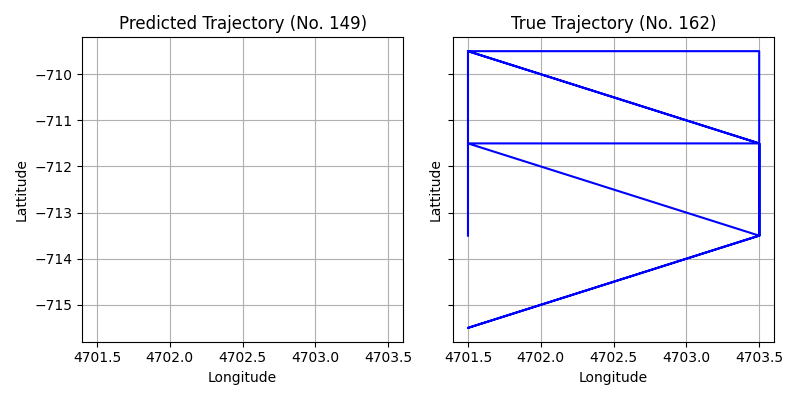 Predicted Trajectory (No. 149)
−710
−711
−712
−713
−714
−715
Lattitude
4701.5 4702.0 4702.5 4703.0 4703.5
Longitude
True Trajectory (No. 162)
Lattitude
4701.5 4702.0 4702.5 4703.0 4703.5
Longitude